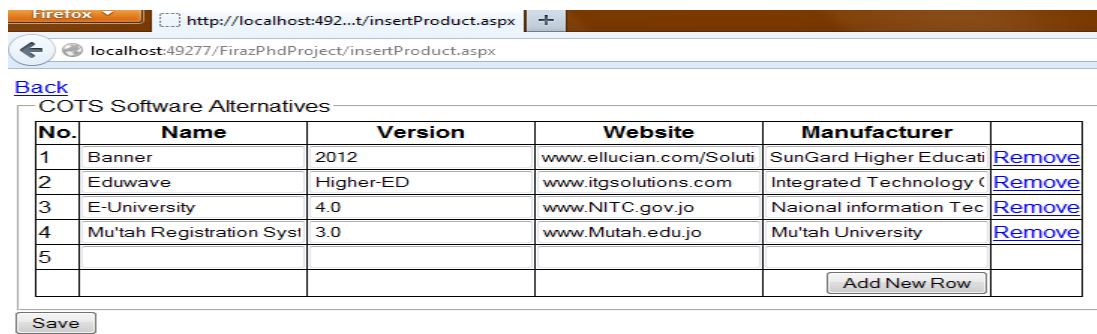 Firefox
http://localhost:492...t/insertProduct.aspx
localhost:49277/FirazPhdProject/insertProduct.aspx
Back
COTS Software Alternatives
No. Name Version Website Manufacturer
1 Banner 2012 www.ellucian.com/Soluti SunGard Higher Educati Remove
2 Eduwave Higher-ED www.itgsolutions.com Integrated Technology ( Remove
3 E-University 4.0 www.NITC.gov.jo Naional information Tec Remove
4 Mu'tah Registration Syst 3.0 www.Mutah.edu.jo Mu'tah University Remove
5
Add New Row
Save